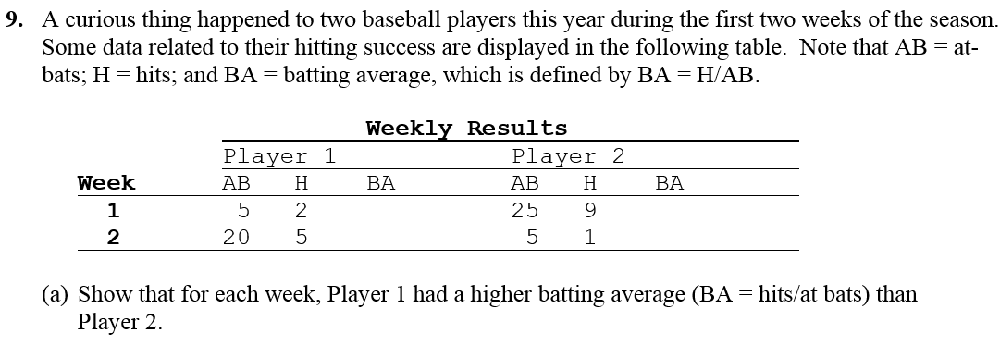 9. A curious thing happened to two baseball players this year during the first two weeks of the season.
Some data related to their hitting success are displayed in the following table. Note that AB = at-
bats; H = hits; and BA = batting average, which is defined by BA = H/AB.
Weekly Results
Player 1 Player 2
Week AB H BA AB H BA
1 5 2 25 9
2 20 5 5 1
(a) Show that for each week, Player 1 had a higher batting average (BA = hits/at bats) than
Player 2.